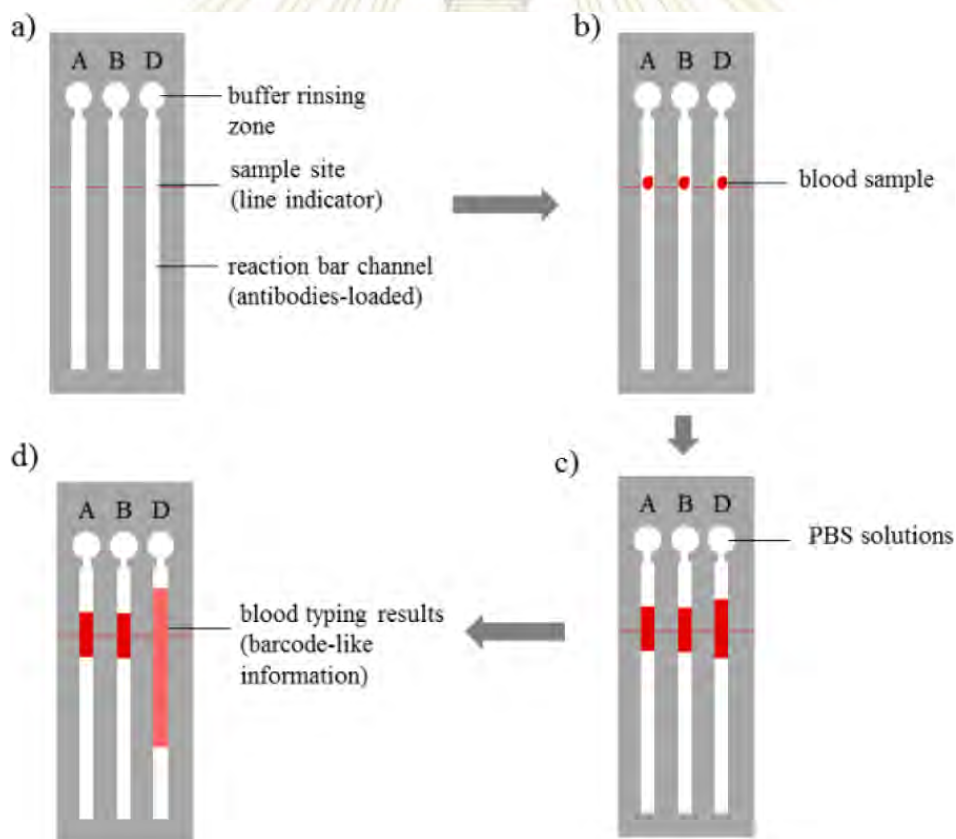 a)
A B D
buffer rinsing
zone
sample site
(line indicator)
reaction bar channel
(antibodies-loaded)
b)
A B D
blood sample
d)
A B D
blood typing results
(barcode-like
information)
c)
A B D
PBS solutions